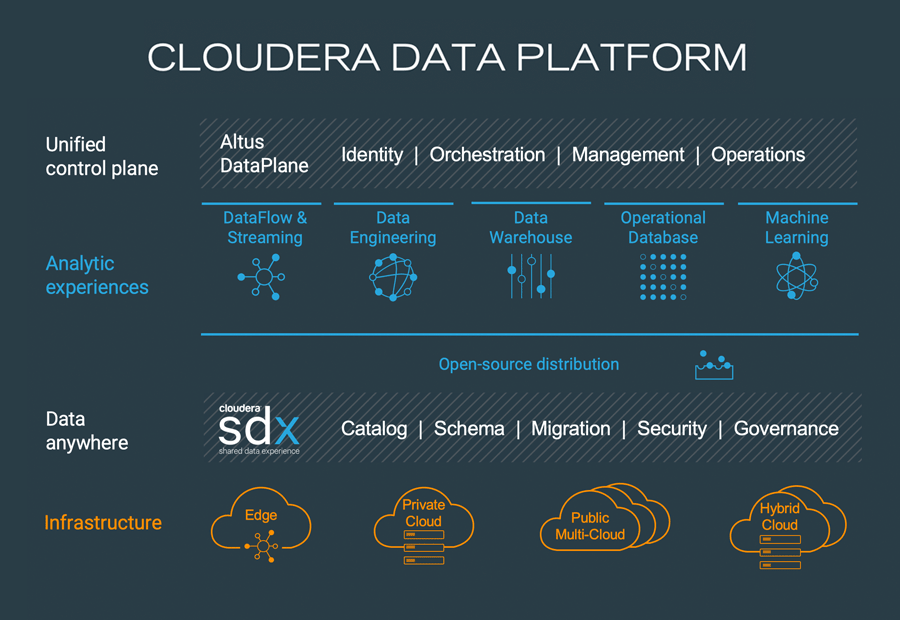 CLOUDERA DATA PLATFORM
Unified
control plane
Altus
DataPlane
Identity | Orchestration | Management | Operations
Analytic
experiences
DataFlow &
Streaming
Data
Engineering
Data
Warehouse
Operational
Database
Machine
Learning
Open-source distribution
Data
anywhere
cloudera
sdx
shared data experience
Catalog | Schema | Migration | Security | Governance
Infrastructure
Edge
Private
Cloud
Public
Multi-Cloud
Hybrid
Cloud